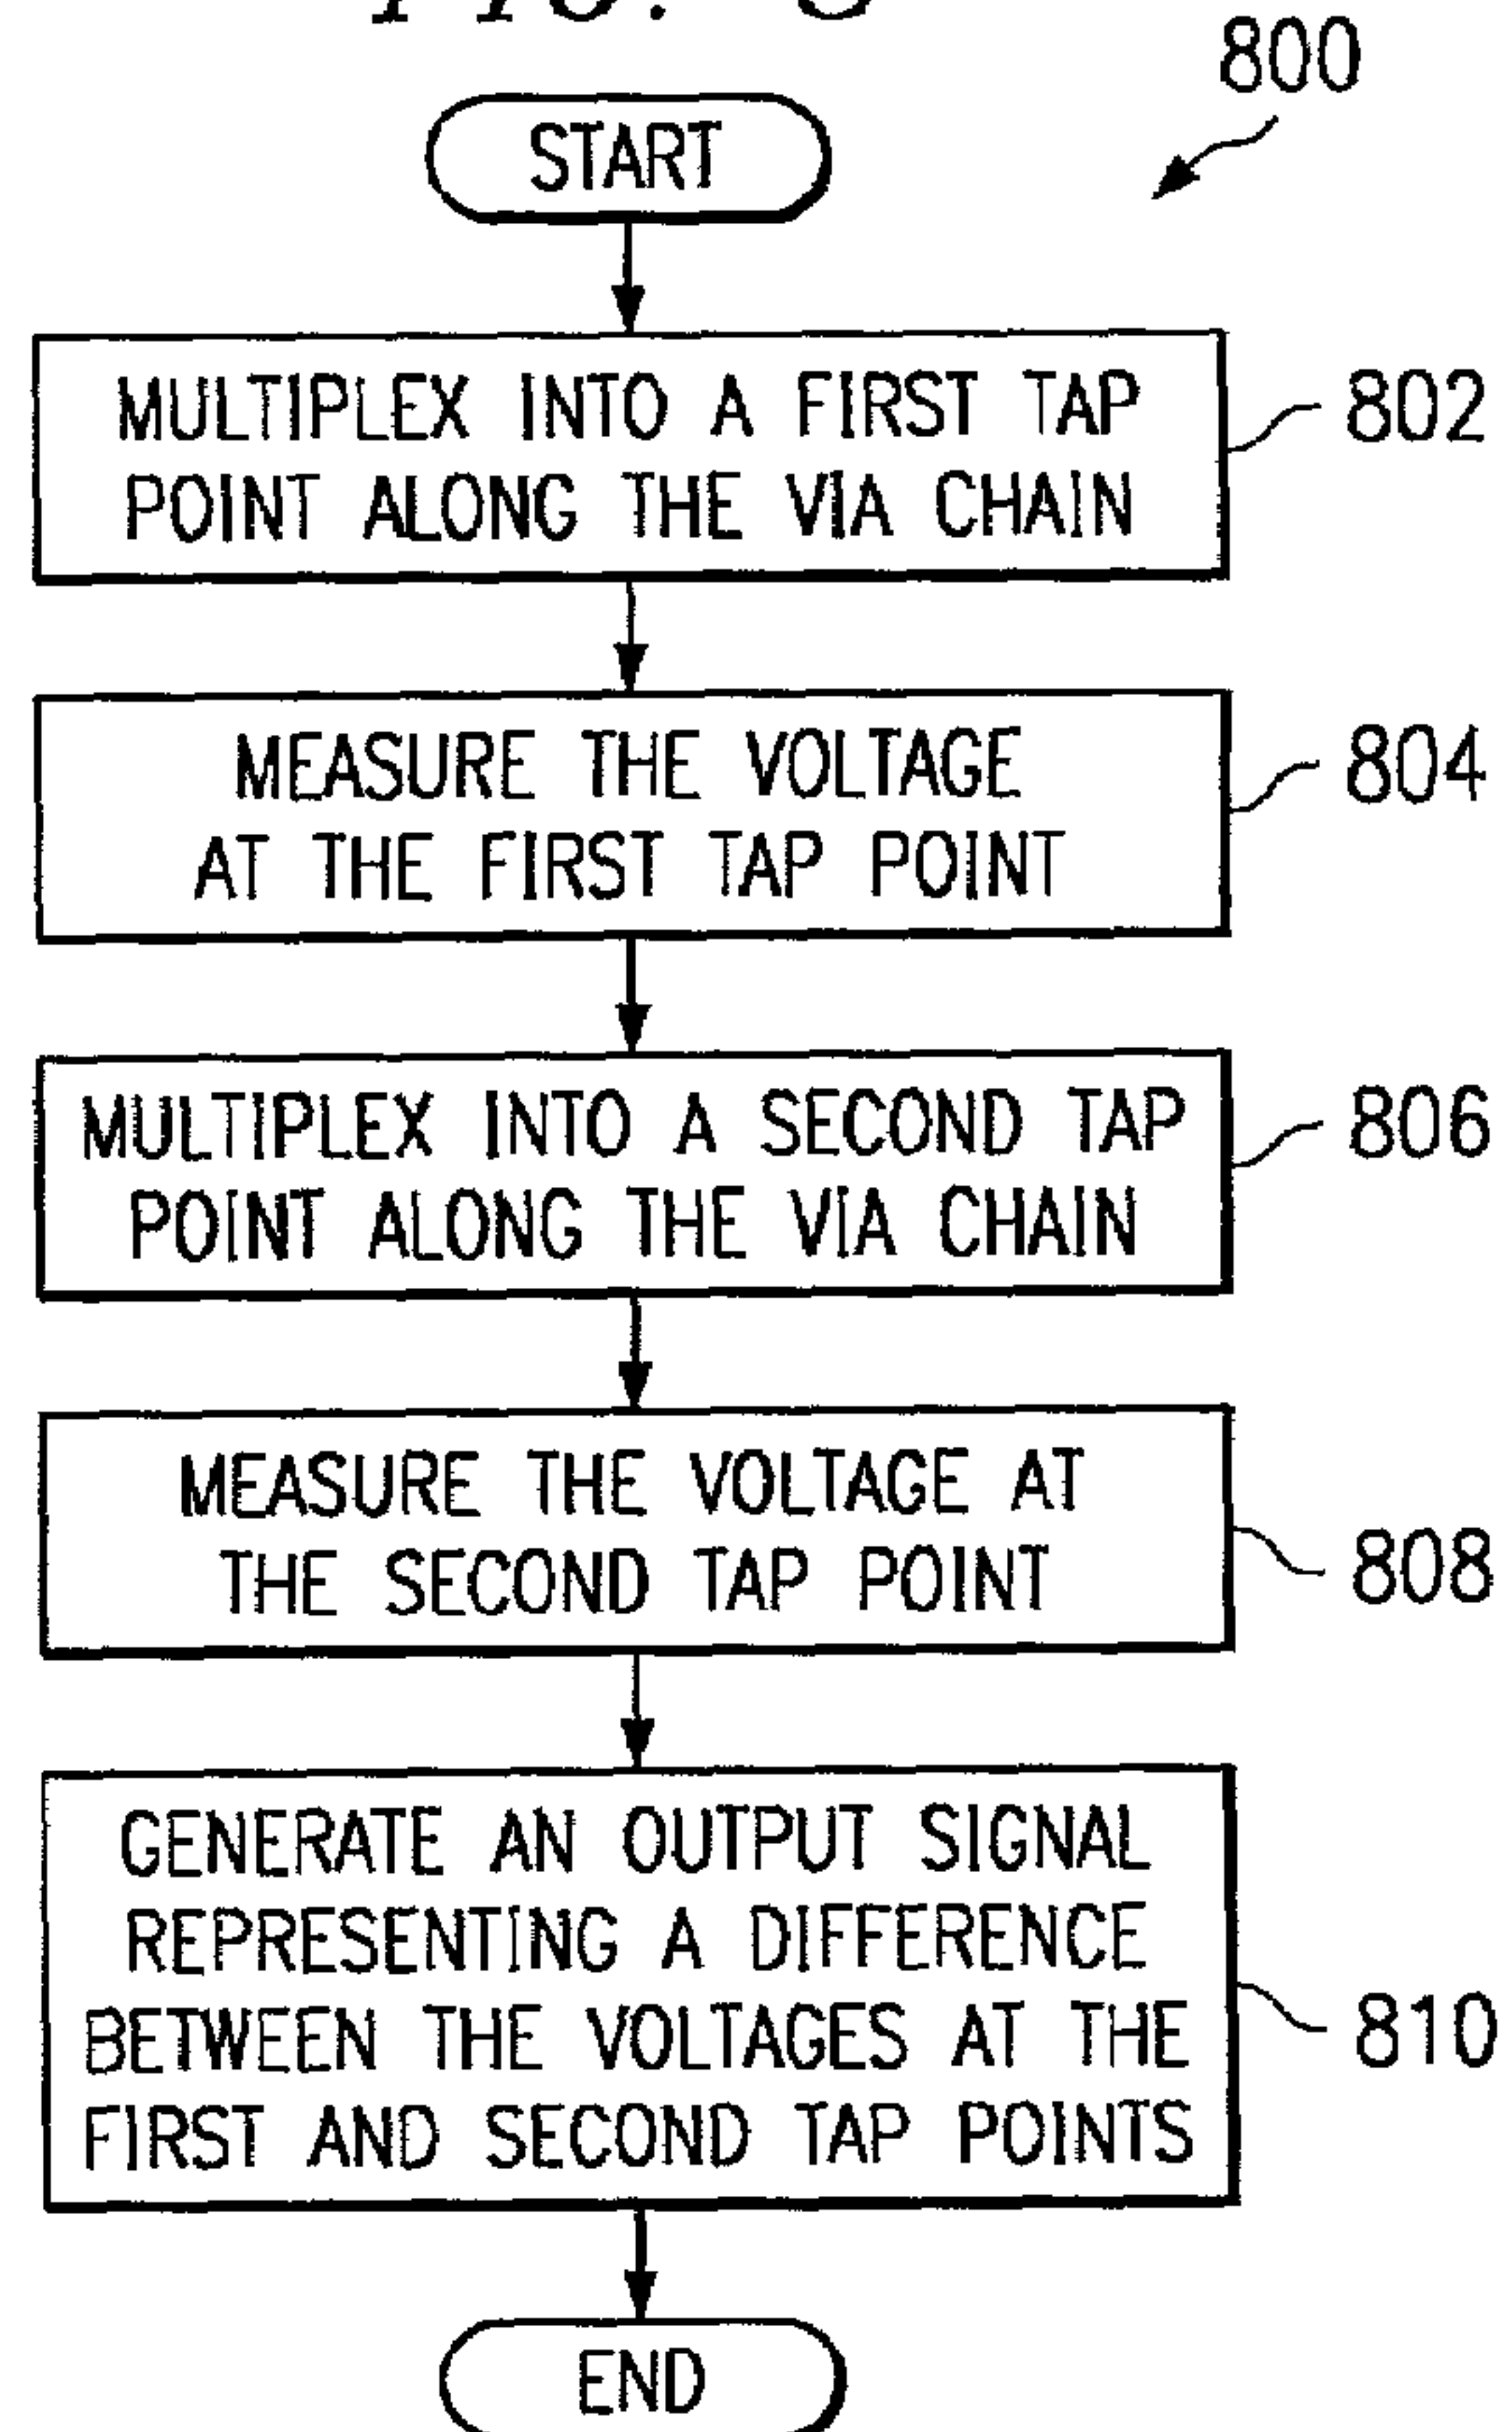 800
START
MULTIPLEX INTO A FIRST TAP
POINT ALONG THE VIA CHAIN
802
MEASURE THE VOLTAGE
AT THE FIRST TAP POINT
804
MULTIPLEX INTO A SECOND TAP
POINT ALONG THE VIA CHAIN
806
MEASURE THE VOLTAGE AT
THE SECOND TAP POINT
808
GENERATE AN OUTPUT SIGNAL
REPRESENTING A DIFFERENCE
BETWEEN THE VOLTAGES AT THE
FIRST AND SECOND TAP POINTS
810
END